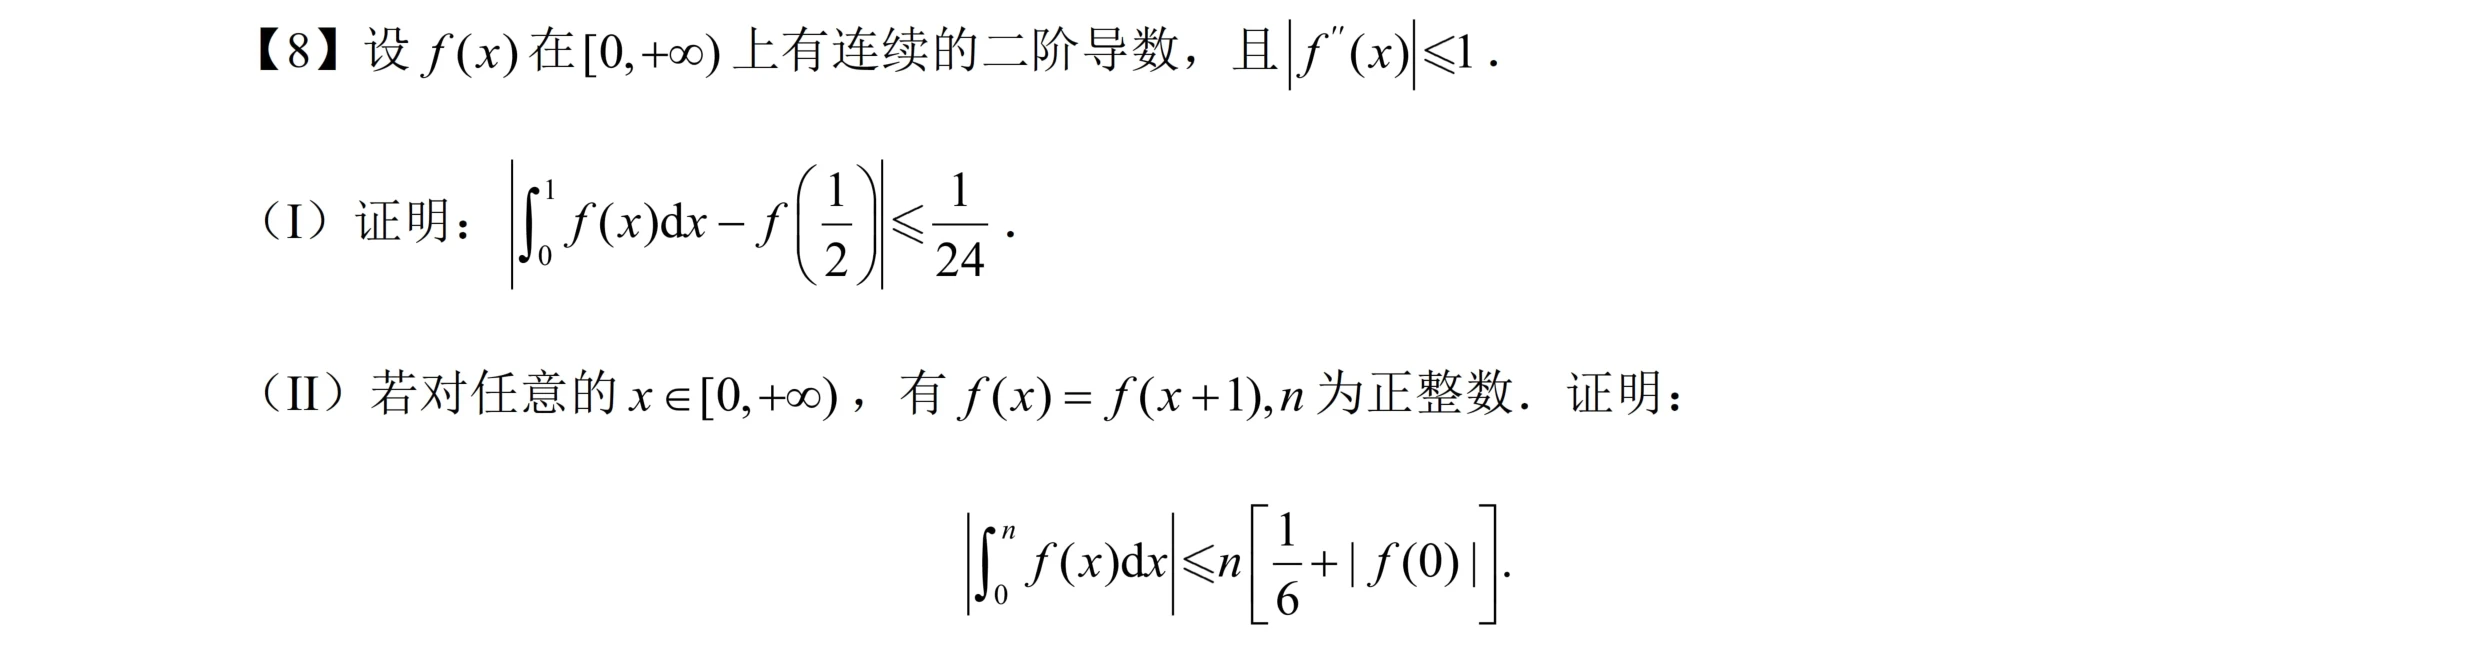 【8】设 f(x) 在[0,+∞) 上有连续的二阶导数，且|f″(x)|⩽1．
（I）证明：|∫₀¹ f(x)dx − f(1/2)|⩽1/24．
（II）若对任意的 x∈[0,+∞)，有 f(x)= f(x+1),n 为正整数．证明：
|∫₀ⁿ f(x)dx|⩽n[1/6+| f(0) |].